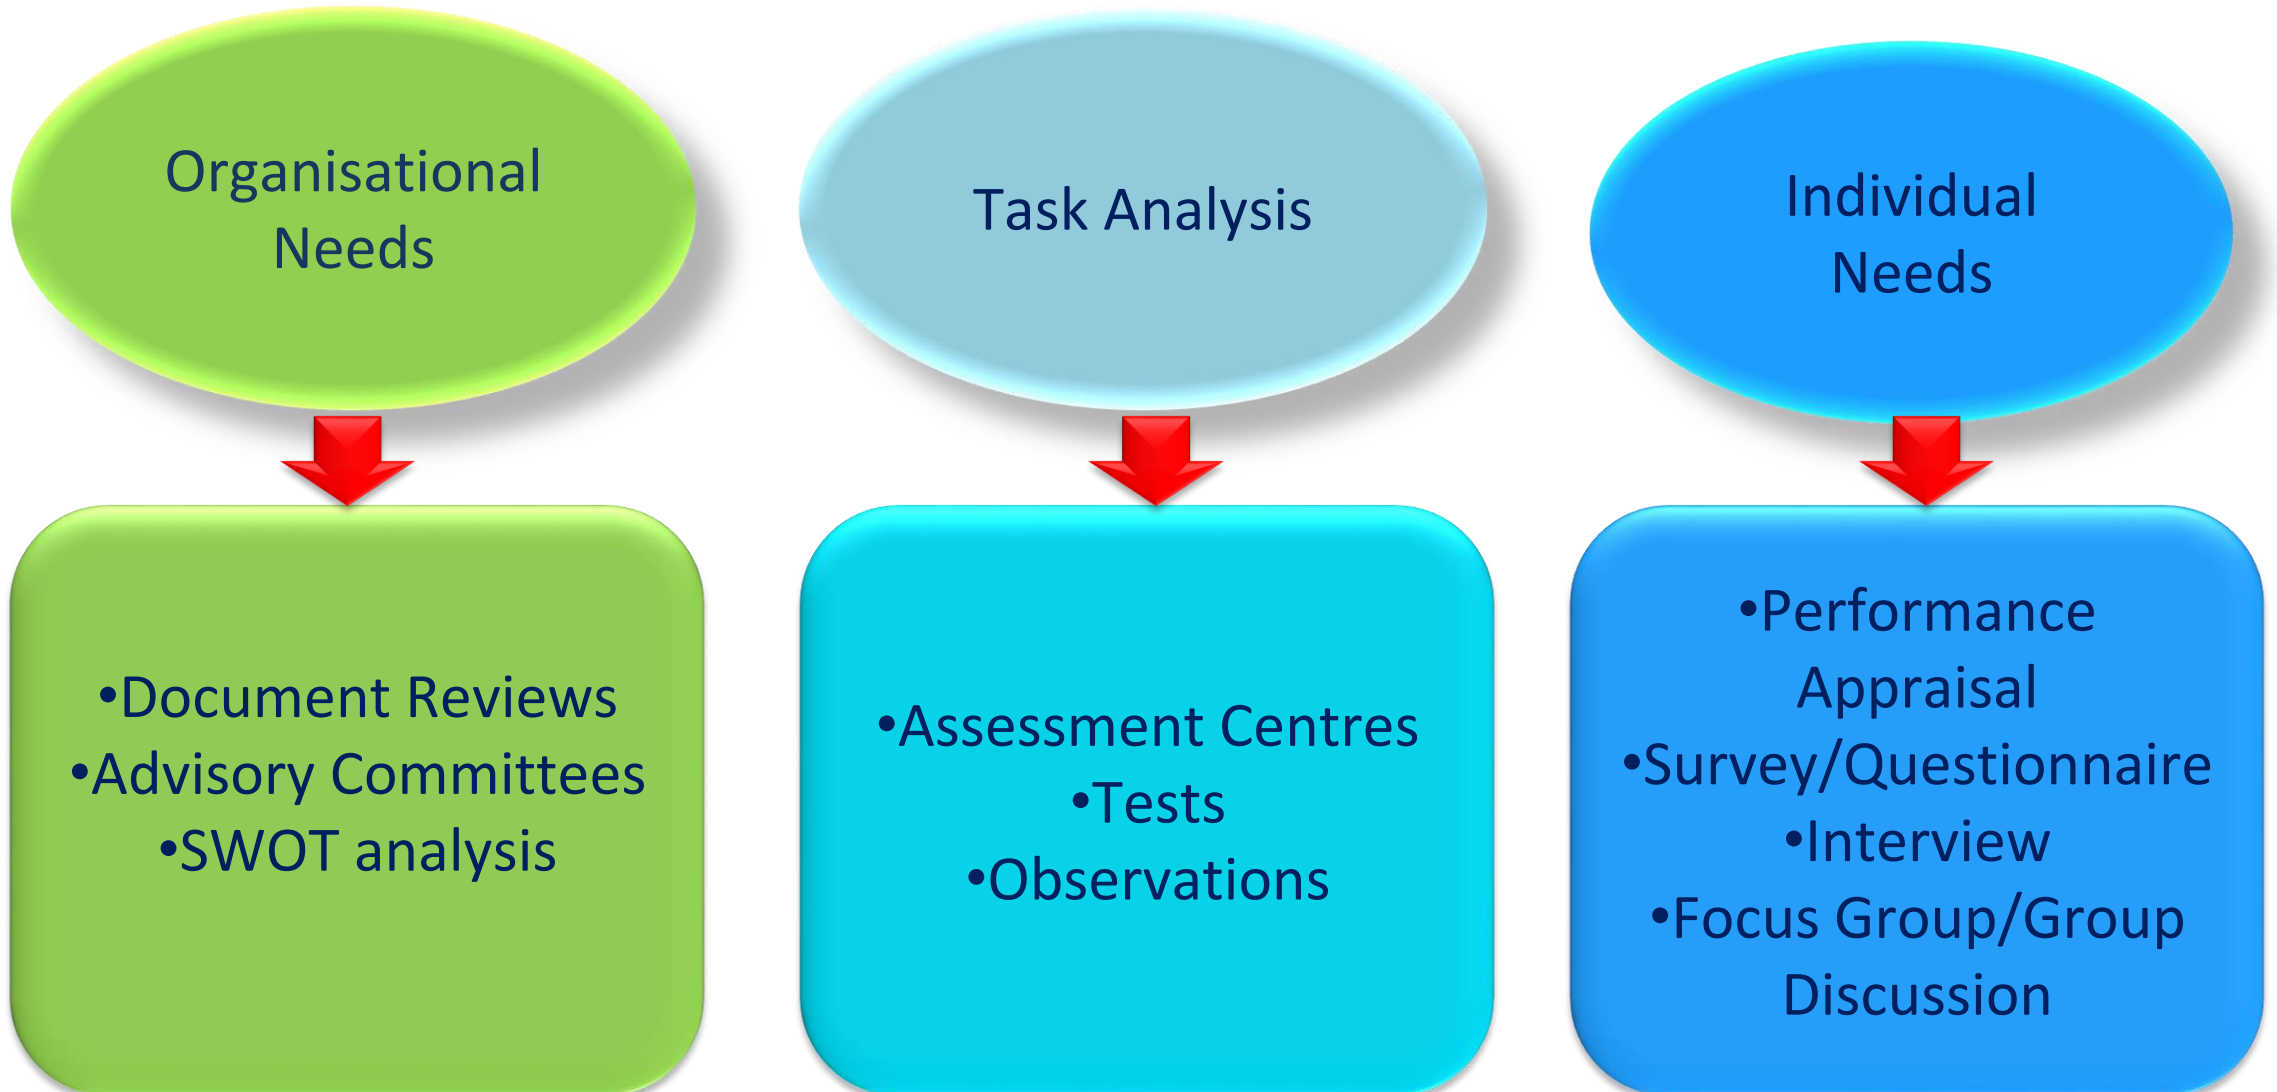 Organisational
Needs
Task Analysis
Individual
Needs
•Document Reviews
•Advisory Committees
•SWOT analysis
•Assessment Centres
•Tests
•Observations
•Performance
Appraisal
•Survey/Questionnaire
•Interview
•Focus Group/Group
Discussion